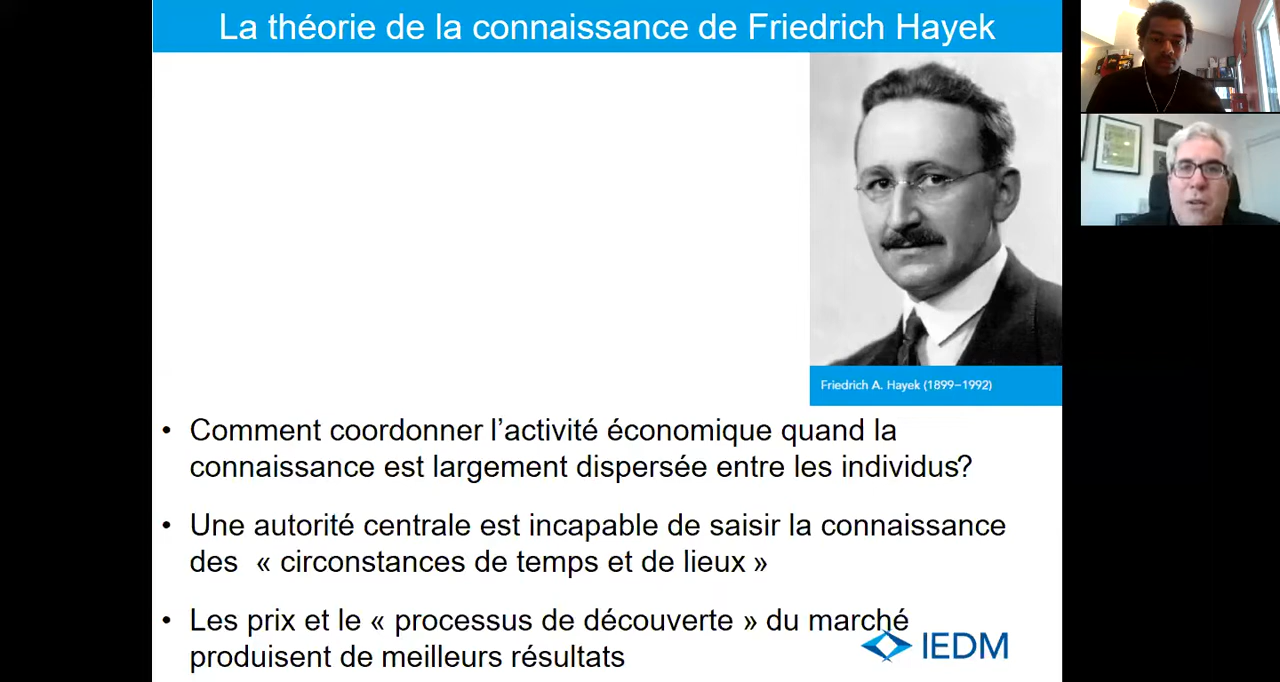 La théorie de la connaissance de Friedrich Hayek
Friedrich A. Hayek (1899–1992)
• Comment coordonner l’activité économique quand la
connaissance est largement dispersée entre les individus?
• Une autorité centrale est incapable de saisir la connaissance
des « circonstances de temps et de lieux »
• Les prix et le « processus de découverte » du marché
produisent de meilleurs résultats
IEDM